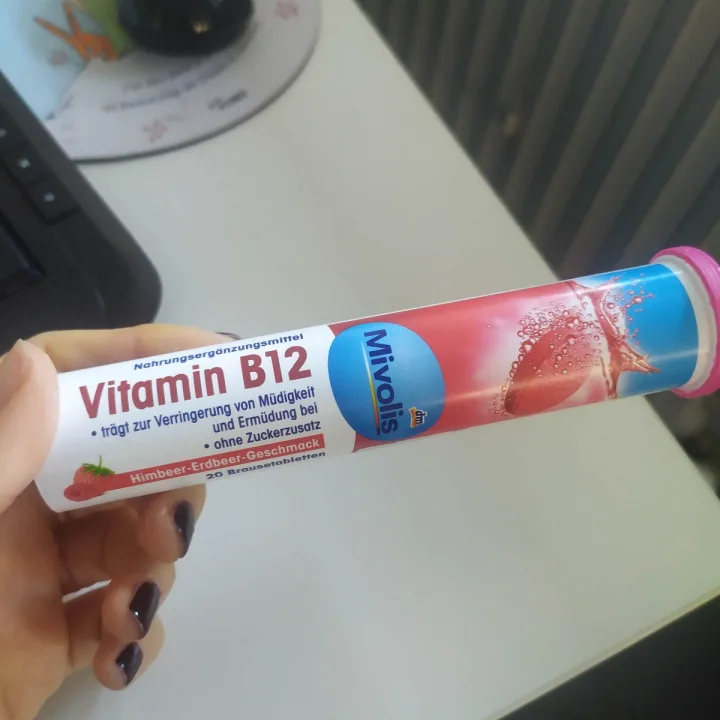 Nahrungsergänzungsmittel
Vitamin B12
• trägt zur Verringerung von Müdigkeit
und Ermüdung bei
• ohne Zuckerzusatz
Himbeer-Erdbeer-Geschmack
20 Brausetabletten
Mivolis
dm